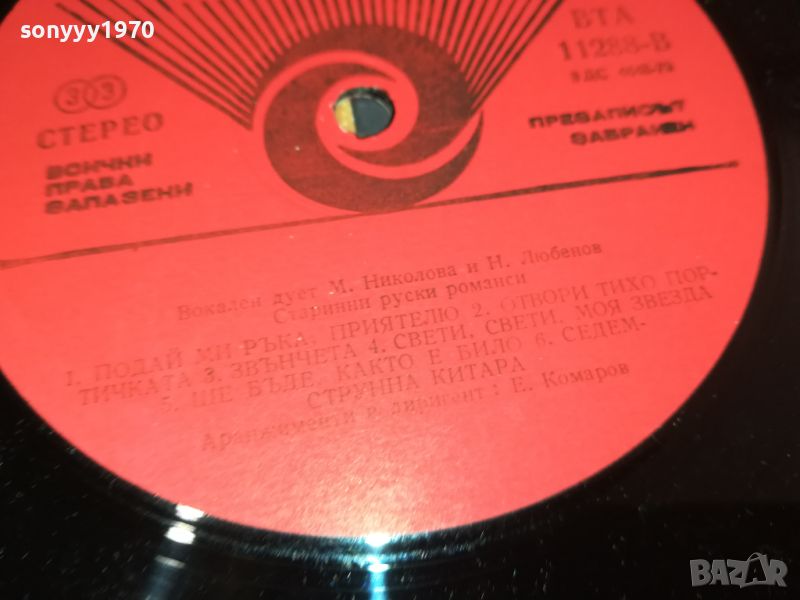 sonyyy1970
ВТА
11288-В
33
СТЕРЕО
ВСИЧКИ
ПРАВА
ЗАПАЗЕНИ
ПРЕЗАПИСЪТ
ЗАБРАНЕН
Вокален дует М. Николова и Н. Любенов
Старинни руски романси
1. ПОДАЙ МИ РЪКА, ПРИЯТЕЛЮ 2. ОТВОРИ ТИХО ПОР-
ТИЧКАТА 3. ЗВЪНЧЕТА 4. СВЕТИ, СВЕТИ, МОЯ ЗВЕЗДА
5. ЩЕ БЪДЕ, КАКТО Е БИЛО 6. СЕДЕМ-
СТРУННА КИТАРА
Аранжименти и диригент: Е. Комаров
BAZAR